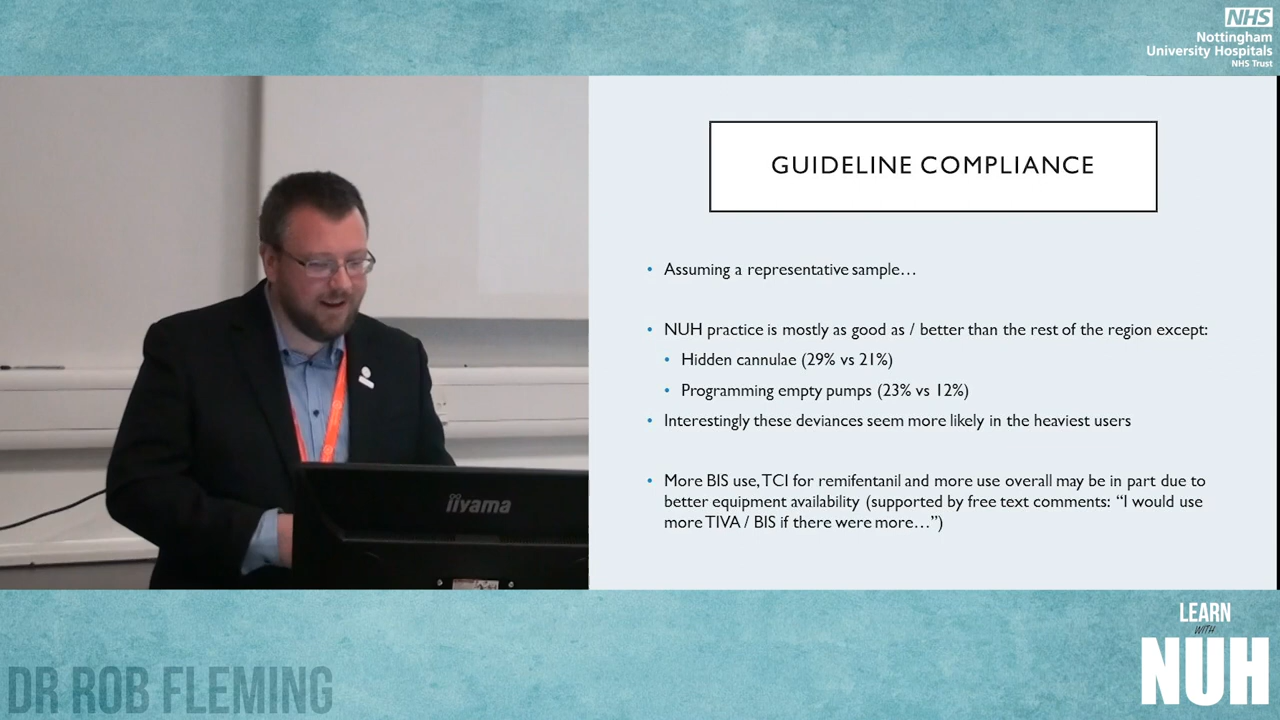 NHS
Nottingham
University Hospitals
NHS Trust
GUIDELINE COMPLIANCE
• Assuming a representative sample…
• NUH practice is mostly as good as / better than the rest of the region except:
• Hidden cannulae (29% vs 21%)
• Programming empty pumps (23% vs 12%)
• Interestingly these deviances seem more likely in the heaviest users
• More BIS use, TCI for remifentanil and more use overall may be in part due to
better equipment availability (supported by free text comments: “I would use
more TIVA / BIS if there were more…”)
iiyama
DR ROB FLEMING
LEARN
WITH
NUH